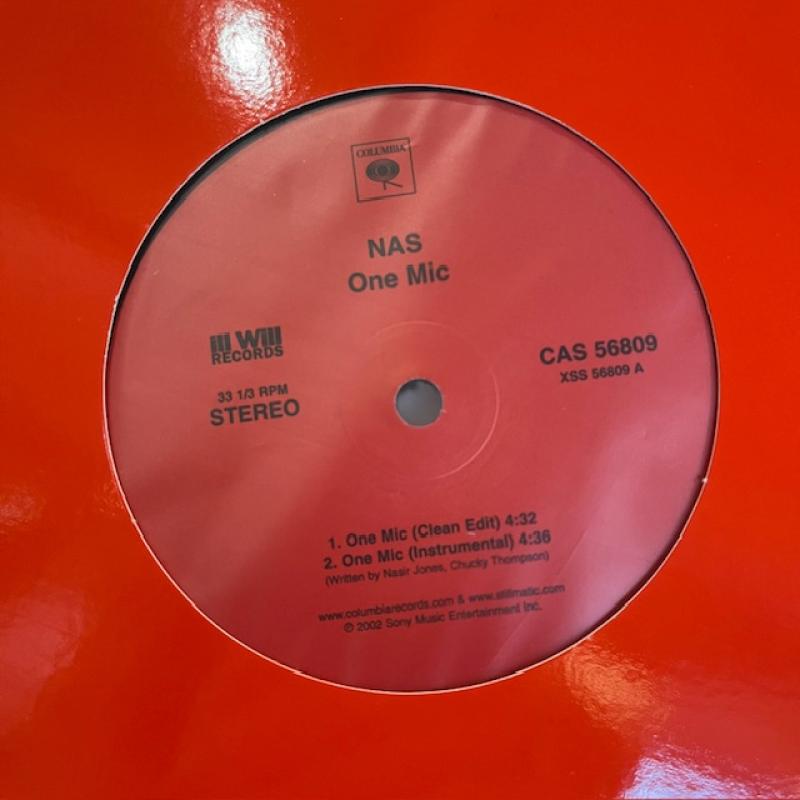 COLUMBIA
NAS
One Mic
ill Will
RECORDS
33 1/3 RPM
STEREO
CAS 56809
XSS 56809 A
1. One Mic (Clean Edit) 4:32
2. One Mic (Instrumental) 4:36
(Written by Nasir Jones, Chucky Thompson)
www.columbiarecords.com & www.stillmatic.com
© 2002 Sony Music Entertainment Inc.